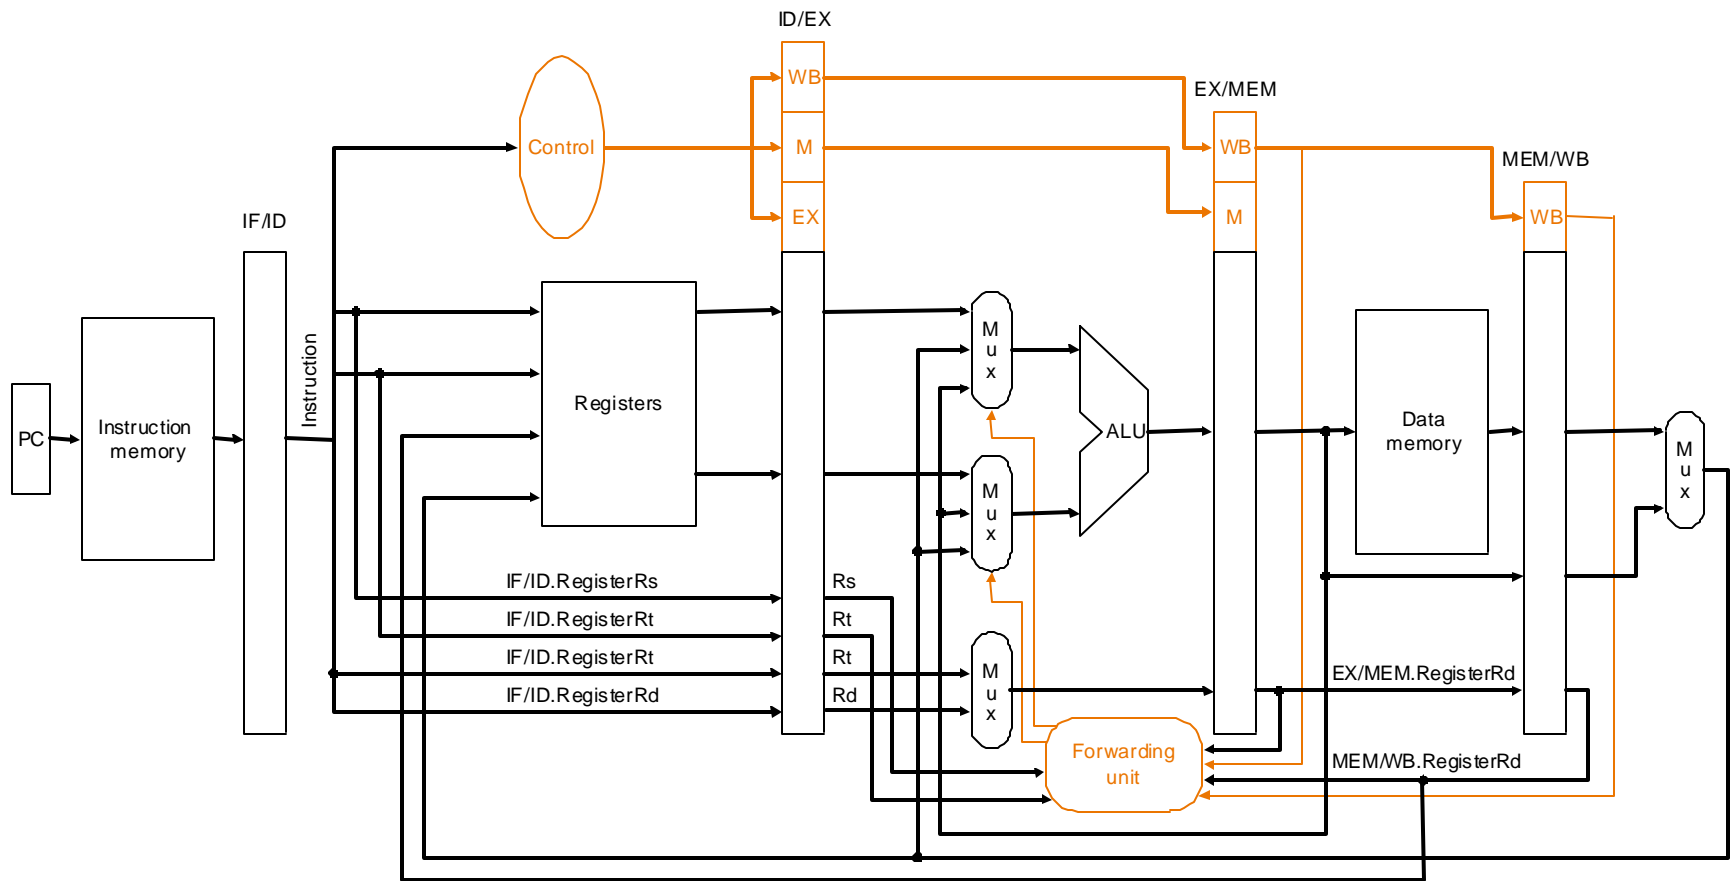 ID/EX
WB
EX/MEM
Control
M
WB
MEM/WB
IF/ID
EX
M
WB
Instruction
M
u
x
PC
Instruction
memory
Registers
ALU
Data
memory
M
u
x
M
u
x
IF/ID.RegisterRs
Rs
IF/ID.RegisterRt
Rt
IF/ID.RegisterRt
Rt
IF/ID.RegisterRd
Rd
M
u
x
EX/MEM.RegisterRd
Forwarding
unit
MEM/WB.RegisterRd